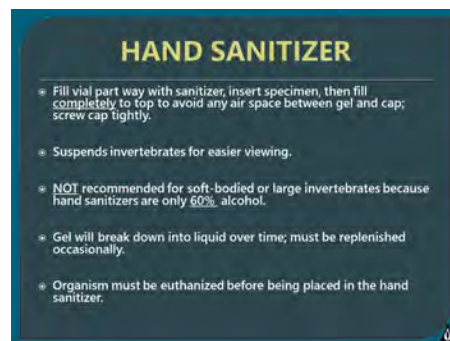 HAND SANITIZER
Fill vial part way with sanitizer, insert specimen, then fill
completely to top to avoid any air space between gel and cap;
screw cap tightly.
Suspends invertebrates for easier viewing.
NOT recommended for soft-bodied or large invertebrates because
hand sanitizers are only 60% alcohol.
Gel will break down into liquid over time; must be replenished
occasionally.
Organism must be euthanized before being placed in the hand
sanitizer.